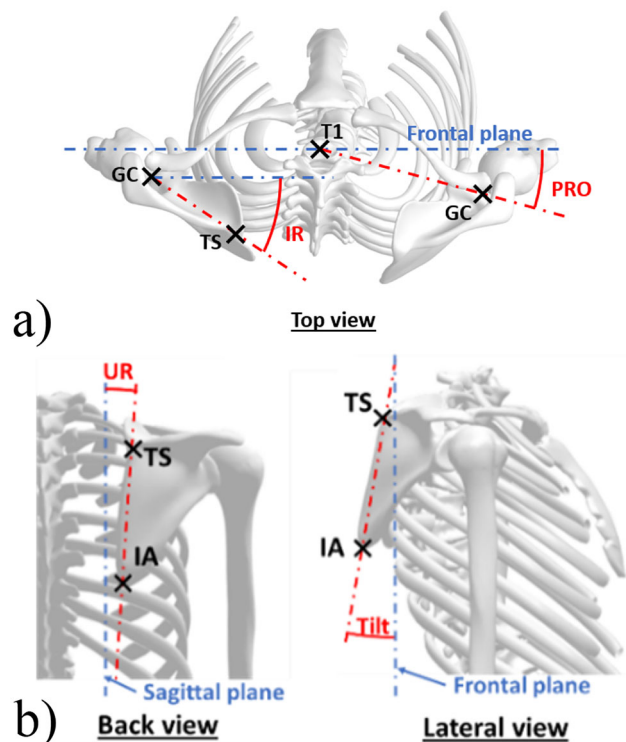 T1
Frontal plane
GC
PRO
GC
TS
IR
a)
Top view
UR
TS
TS
IA
IA
Tilt
Sagittal plane
Frontal plane
b)
Back view
Lateral view